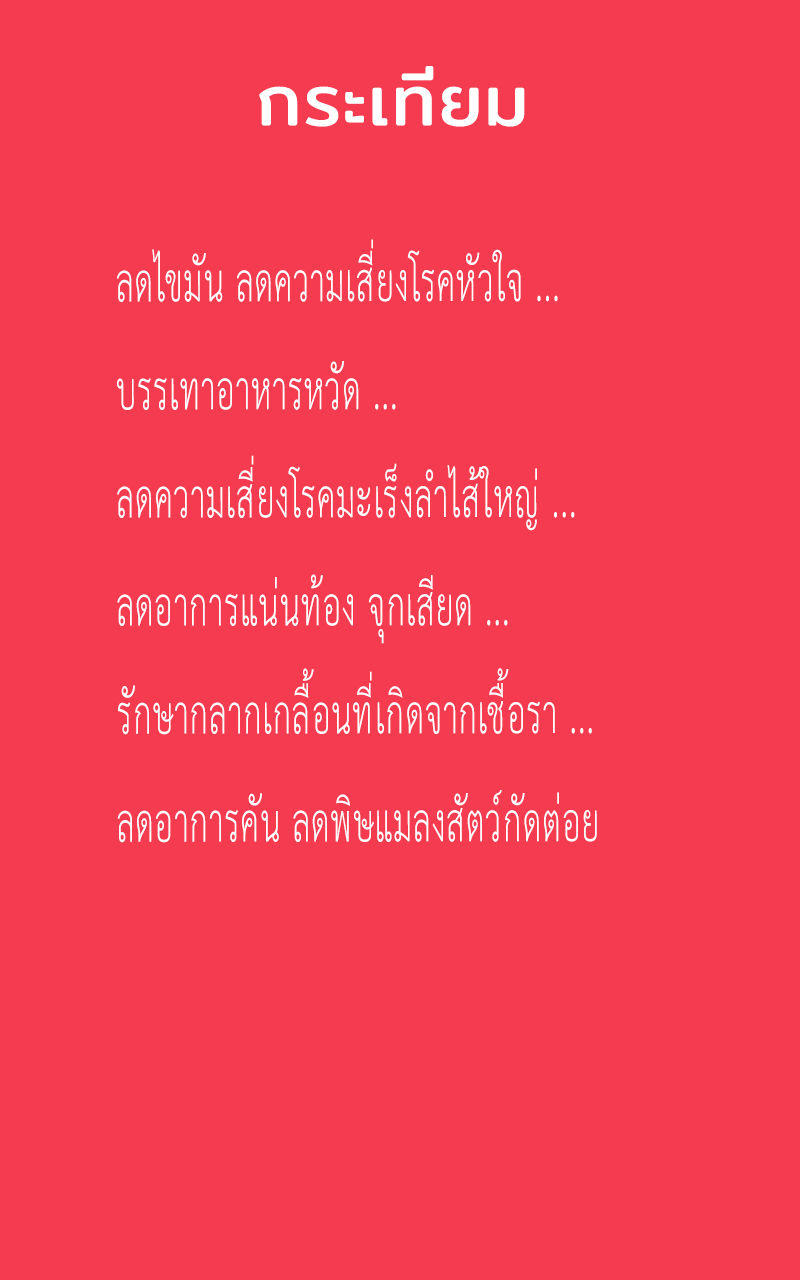 กระเทียม
ลดไขมัน ลดความเสี่ยงโรคหัวใจ ...
บรรเทาอาหารหวัด ...
ลดความเสี่ยงโรคมะเร็งลำไส้ใหญ่ ...
ลดอาการแน่นท้อง จุกเสียด ...
รักษากลากเกลื้อนที่เกิดจากเชื้อรา ...
ลดอาการคัน ลดพิษแมลงสัตว์กัดต่อย